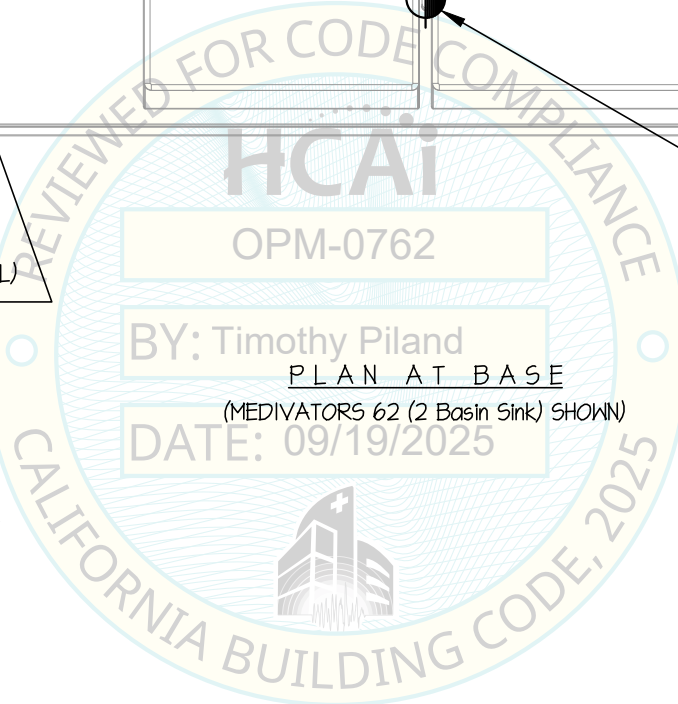 REVIEWED FOR CODE COMPLIANCE
HCAi
OPM-0762
L)
BY: Timothy Piland
PLAN AT BASE
(MEDIVATORS 62 (2 Basin Sink) SHOWN)
DATE: 09/19/2025
CALIFORNIA BUILDING CODE, 2025